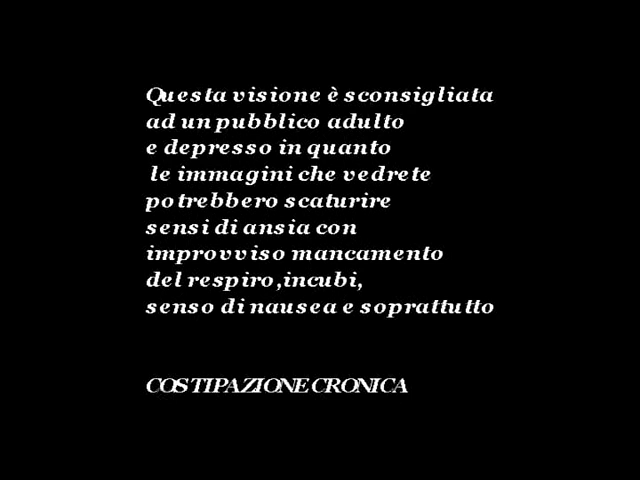 Questa visione è sconsigliata
ad un pubblico adulto
e depresso in quanto
le immagini che vedrete
potrebbero scaturire
sensi di ansia con
improvviso mancamento
del respiro,incubi,
senso di nausea e soprattutto
COSTIPAZIONE CRONICA